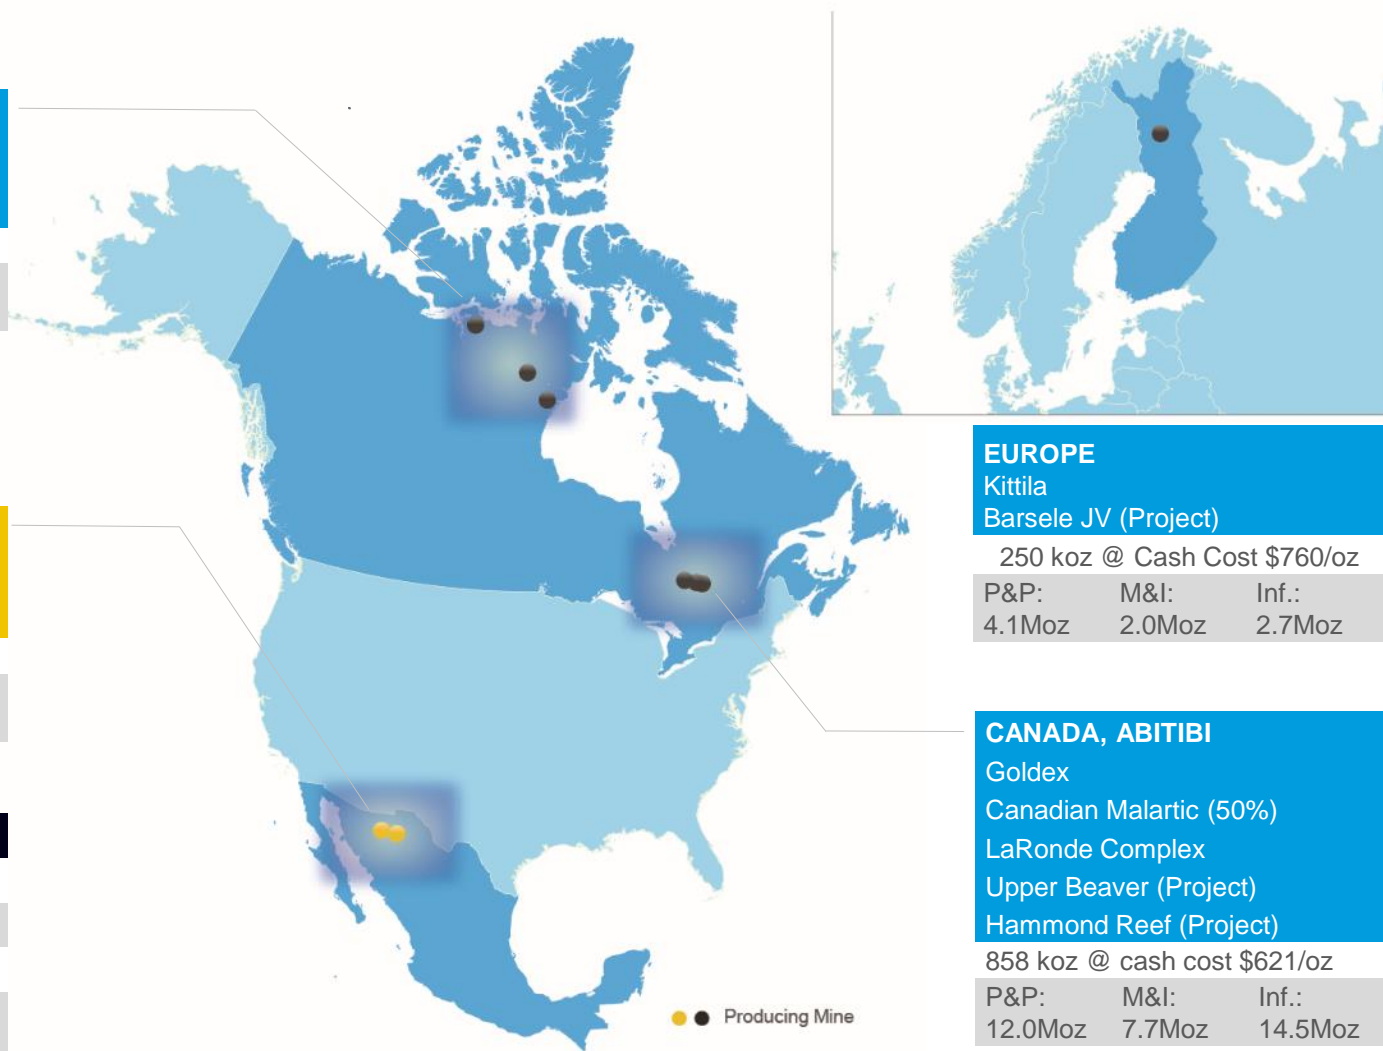 EUROPE
Kittila
Barsele JV (Project)
250 koz @ Cash Cost $760/oz
P&P: M&I: Inf.:
4.1Moz 2.0Moz 2.7Moz
CANADA, ABITIBI
Goldex
Canadian Malartic (50%)
LaRonde Complex
Upper Beaver (Project)
Hammond Reef (Project)
858 koz @ cash cost $621/oz
P&P: M&I: Inf.:
12.0Moz 7.7Moz 14.5Moz
Producing Mine